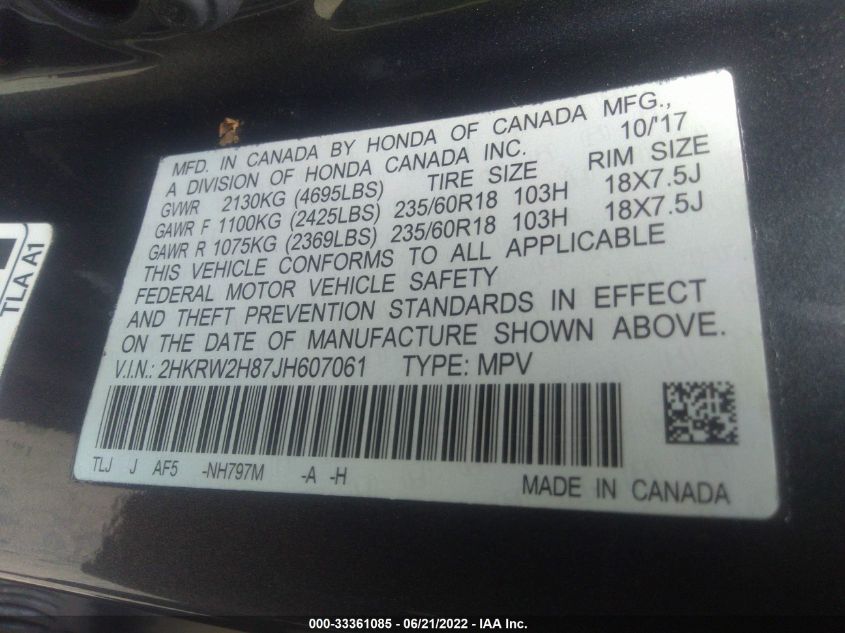 MFD. IN CANADA BY HONDA OF CANADA MFG.,
A DIVISION OF HONDA CANADA INC. 10/'17
GVWR 2130KG (4695LBS) TIRE SIZE RIM SIZE
GAWR F 1100KG (2425LBS) 235/60R18 103H 18X7.5J
GAWR R 1075KG (2369LBS) 235/60R18 103H 18X7.5J
THIS VEHICLE CONFORMS TO ALL APPLICABLE
FEDERAL MOTOR VEHICLE SAFETY
AND THEFT PREVENTION STANDARDS IN EFFECT
ON THE DATE OF MANUFACTURE SHOWN ABOVE.
V.I.N.: 2HKRW2H87JH607061 TYPE: MPV
TLJ J AF5 -NH797M -A -H
MADE IN CANADA
TLA A1
000-33361085 - 06/21/2022 - IAA Inc.